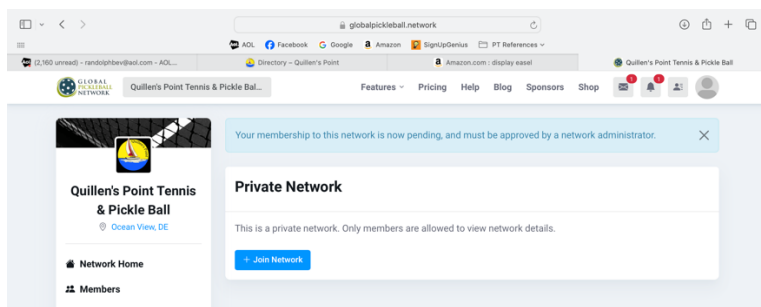 globalpickleball.network
AOL Facebook Google Amazon SignUpGenius PT References
(2,160 unread) - randolphbev@aol.com - AOL... Directory – Quillen's Point Amazon.com : display easel Quillen's Point Tennis & Pickle Ball
GLOBAL
PICKLEBALL
NETWORK
Quillen's Point Tennis & Pickle Bal... Features Pricing Help Blog Sponsors Shop 1 1
Your membership to this network is now pending, and must be approved by a network administrator.
Quillen's Point Tennis
& Pickle Ball
Ocean View, DE
Network Home
Members
Private Network
This is a private network. Only members are allowed to view network details.
+ Join Network